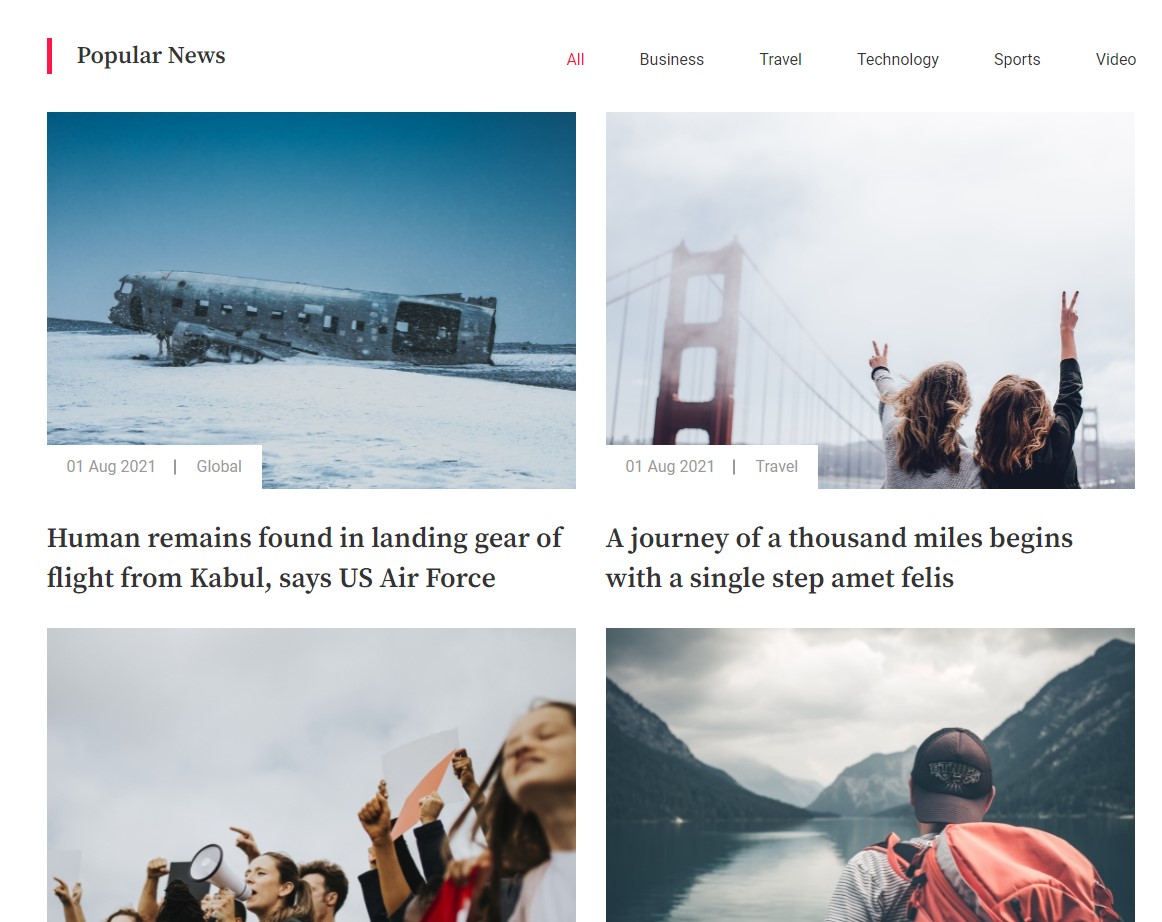 Popular News
All Business Travel Technology Sports Video
01 Aug 2021 | Global
01 Aug 2021 | Travel
Human remains found in landing gear of
flight from Kabul, says US Air Force
A journey of a thousand miles begins
with a single step amet felis